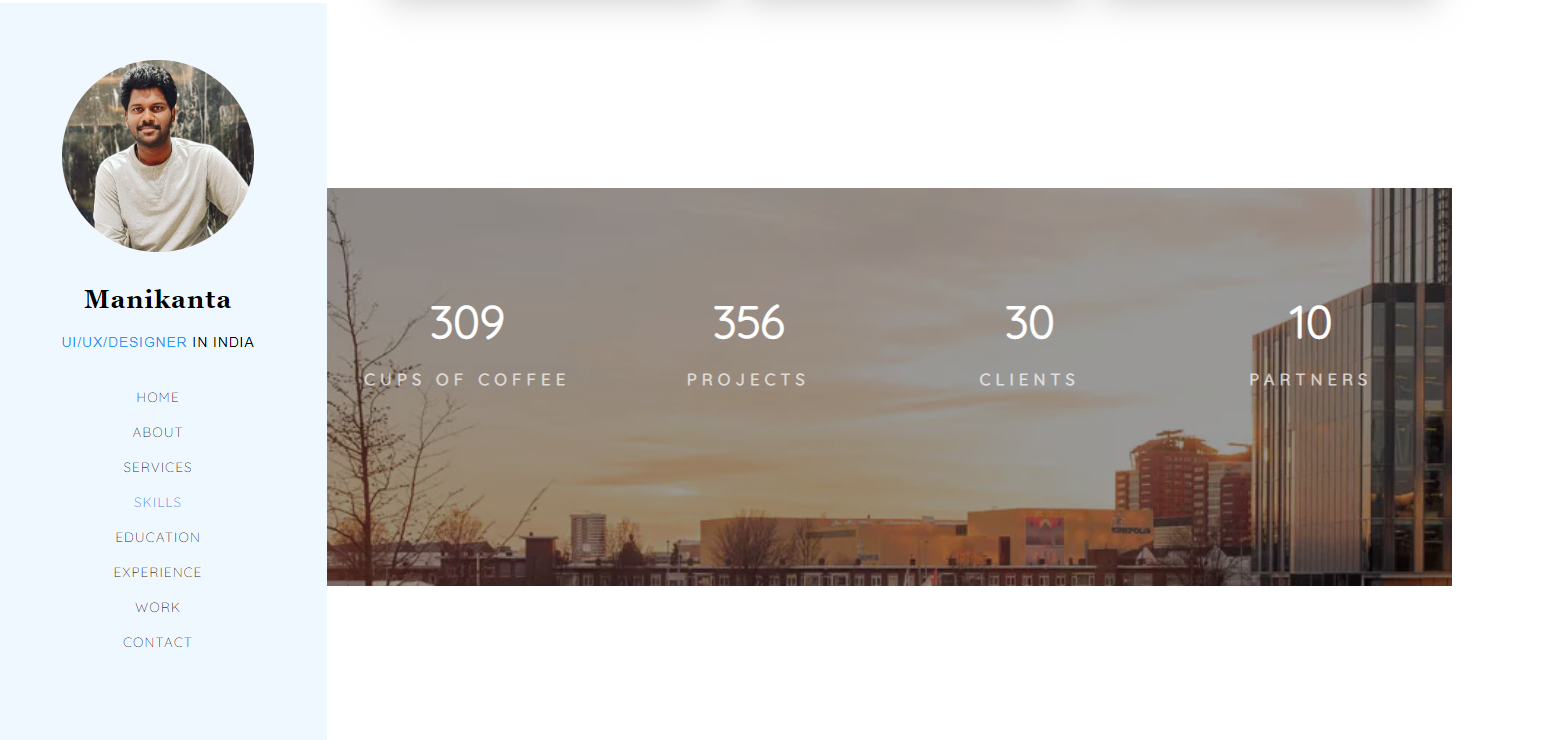 Manikanta
UI/UX/DESIGNER IN INDIA
HOME
ABOUT
SERVICES
SKILLS
EDUCATION
EXPERIENCE
WORK
CONTACT
309
CUPS OF COFFEE
356
PROJECTS
30
CLIENTS
10
PARTNERS
KINEPOLIS